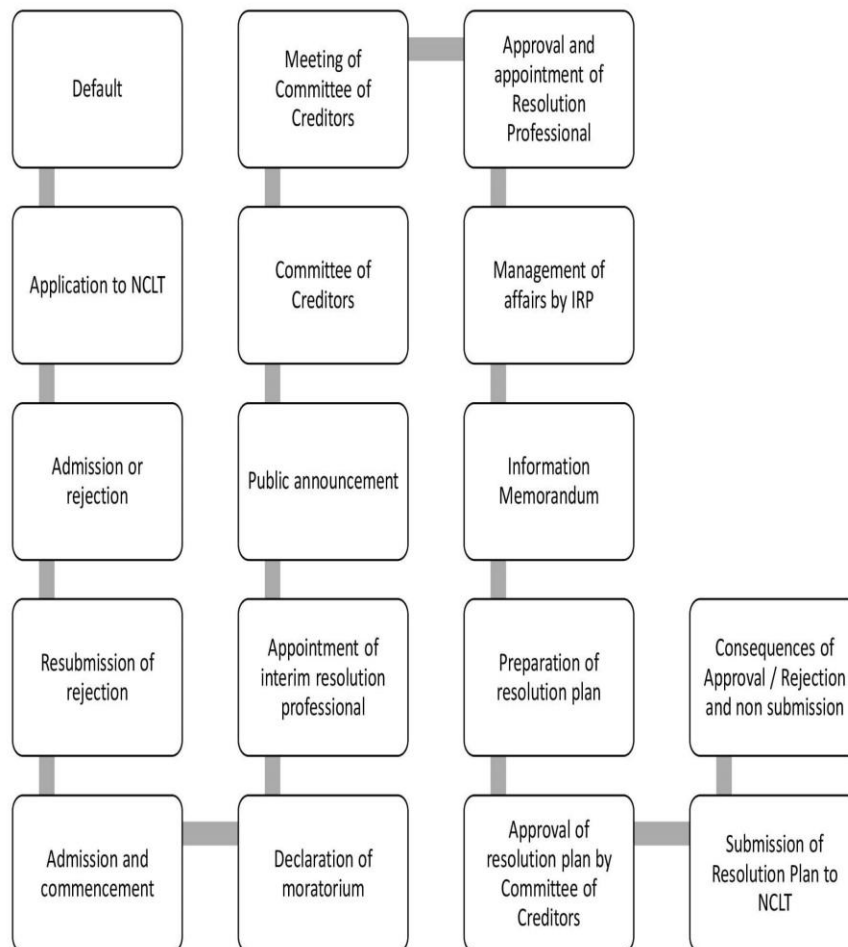 Default
Application to NCLT
Admission or
rejection
Resubmission of
rejection
Admission and
commencement
Declaration of
moratorium
Appointment of
interim resolution
professional
Public announcement
Committee of
Creditors
Meeting of
Committee of
Creditors
Approval and
appointment of
Resolution
Professional
Management of
affairs by IRP
Information
Memorandum
Preparation of
resolution plan
Approval of
resolution plan by
Committee of
Creditors
Submission of
Resolution Plan to
NCLT
Consequences of
Approval / Rejection
and non submission